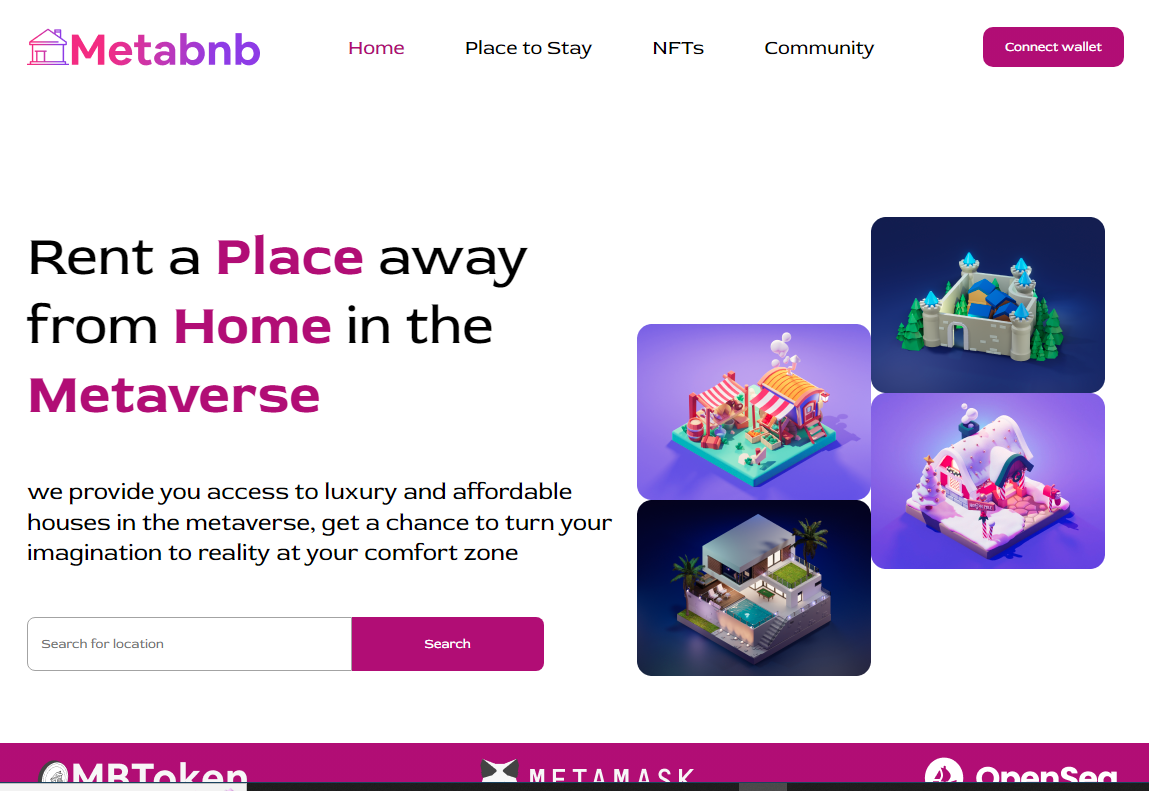 Metabnb
Home
Place to Stay
NFTs
Community
Connect wallet
Rent a Place away
from Home in the
Metaverse
we provide you access to luxury and affordable
houses in the metaverse, get a chance to turn your
imagination to reality at your comfort zone
Search for location
Search
MBToken
METAMASK
OpenSea